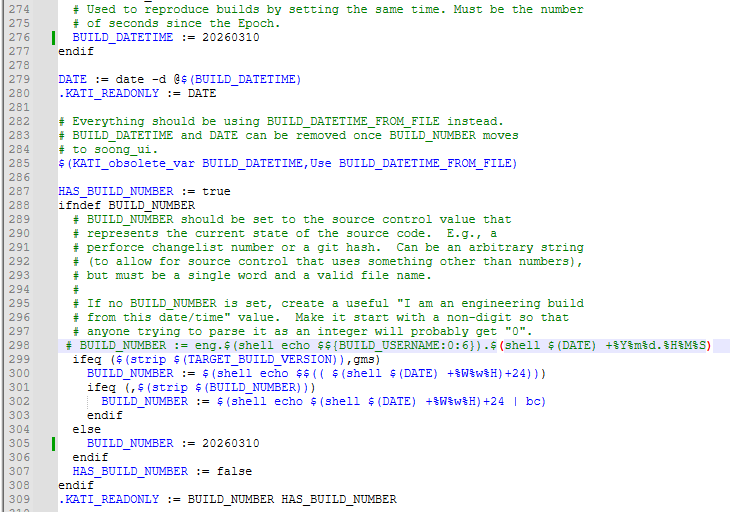 274 # Used to reproduce builds by setting the same time. Must be the number
275 # of seconds since the Epoch.
276 BUILD_DATETIME := 20260310
277 endif
278
279 DATE := date -d @$(BUILD_DATETIME)
280 .KATI_READONLY := DATE
281
282 # Everything should be using BUILD_DATETIME_FROM_FILE instead.
283 # BUILD_DATETIME and DATE can be removed once BUILD_NUMBER moves
284 # to soong_ui.
285 $(KATI_obsolete_var BUILD_DATETIME,Use BUILD_DATETIME_FROM_FILE)
286
287 HAS_BUILD_NUMBER := true
288 ifndef BUILD_NUMBER
289 # BUILD_NUMBER should be set to the source control value that
290 # represents the current state of the source code.  E.g., a
291 # perforce changelist number or a git hash.  Can be an arbitrary string
292 # (to allow for source control that uses something other than numbers),
293 # but must be a single word and a valid file name.
294 #
295 # If no BUILD_NUMBER is set, create a useful "I am an engineering build
296 # from this date/time" value.  Make it start with a non-digit so that
297 # anyone trying to parse it as an integer will probably get "0".
298 # BUILD_NUMBER := eng.$(shell echo $${BUILD_USERNAME:0:6}).$(shell $(DATE) +%Y%m%d.%H%M%S)
299 ifeq ($(strip $(TARGET_BUILD_VERSION)),gms)
300 BUILD_NUMBER := $(shell echo $$(( $(shell $(DATE) +%W%w%H)+24)))
301 ifeq (,$(strip $(BUILD_NUMBER)))
302 BUILD_NUMBER := $(shell echo $(shell $(DATE) +%W%w%H)+24 | bc)
303 endif
304 else
305 BUILD_NUMBER := 20260310
306 endif
307 HAS_BUILD_NUMBER := false
308 endif
309 .KATI_READONLY := BUILD_NUMBER HAS_BUILD_NUMBER